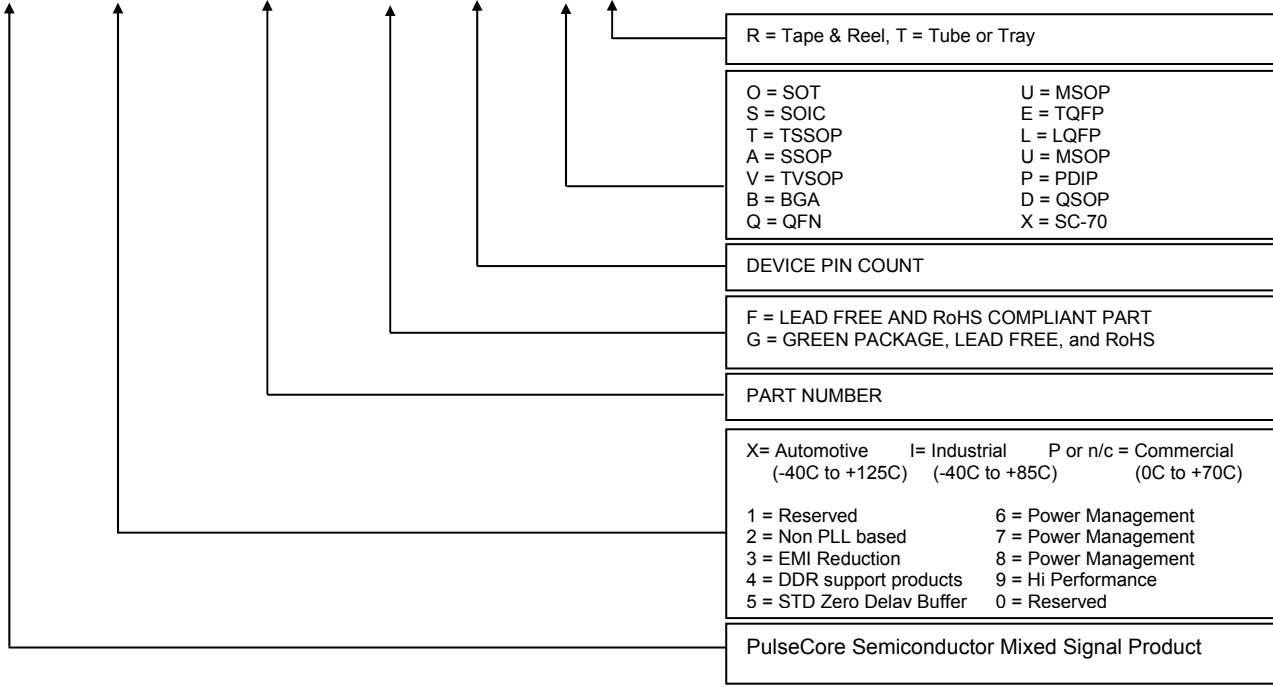 R = Tape & Reel, T = Tube or Tray
O = SOT U = MSOP
S = SOIC E = TQFP
T = TSSOP L = LQFP
A = SSOP U = MSOP
V = TVSOP P = PDIP
B = BGA D = QSOP
Q = QFN X = SC-70
DEVICE PIN COUNT
F = LEAD FREE AND RoHS COMPLIANT PART
G = GREEN PACKAGE, LEAD FREE, and RoHS
PART NUMBER
X= Automotive I= Industrial P or n/c = Commercial
(-40C to +125C) (-40C to +85C) (0C to +70C)
1 = Reserved 6 = Power Management
2 = Non PLL based 7 = Power Management
3 = EMI Reduction 8 = Power Management
4 = DDR support products 9 = Hi Performance
5 = STD Zero Delay Buffer 0 = Reserved
PulseCore Semiconductor Mixed Signal Product